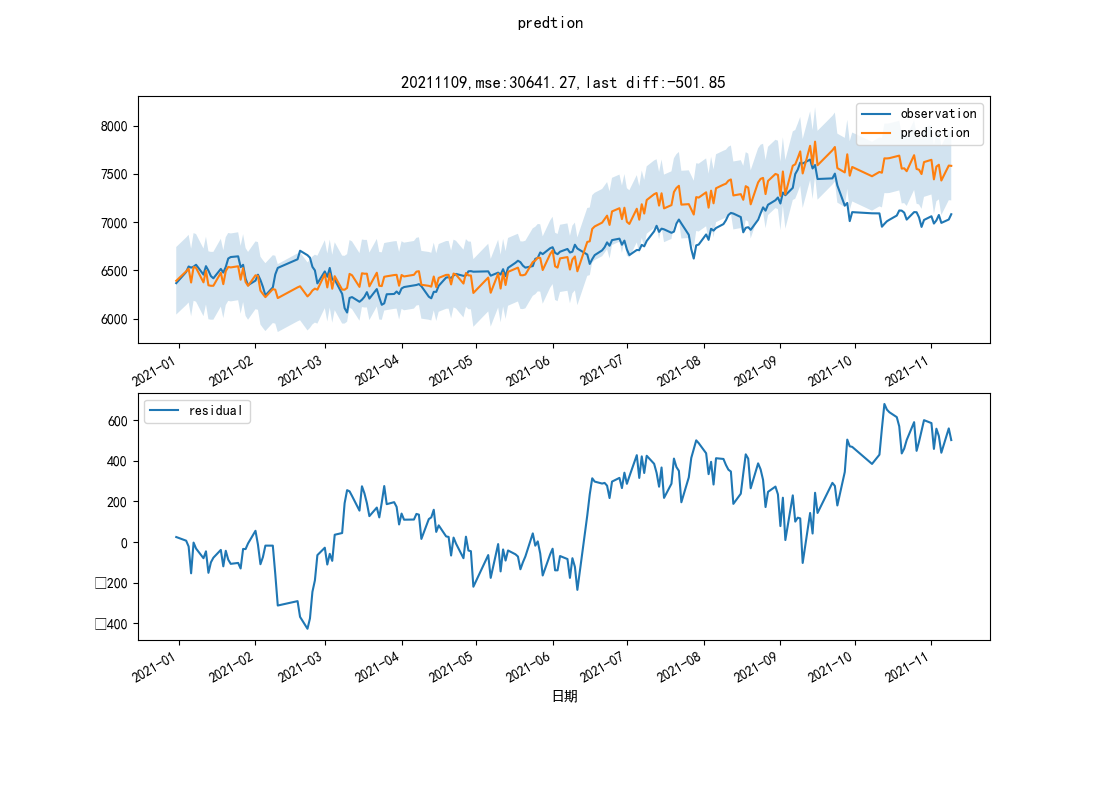 predtion
20211109,mse:30641.27,last diff:-501.85
observation
prediction
8000
7500
7000
6500
6000
2021-01 2021-02 2021-03 2021-04 2021-05 2021-06 2021-07 2021-08 2021-09 2021-10 2021-11
residual
600
400
200
0
□200
□400
2021-01 2021-02 2021-03 2021-04 2021-05 2021-06 2021-07 2021-08 2021-09 2021-10 2021-11
日期